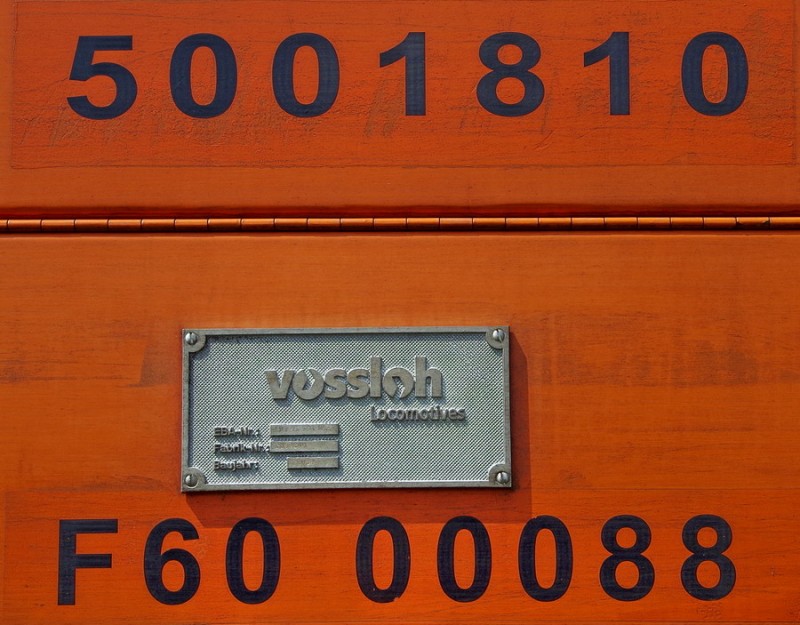 5001810
vossloh
Locomotives
EBA-Nr.:
Fabrik-Nr.:
Baujahr:
F60 00088